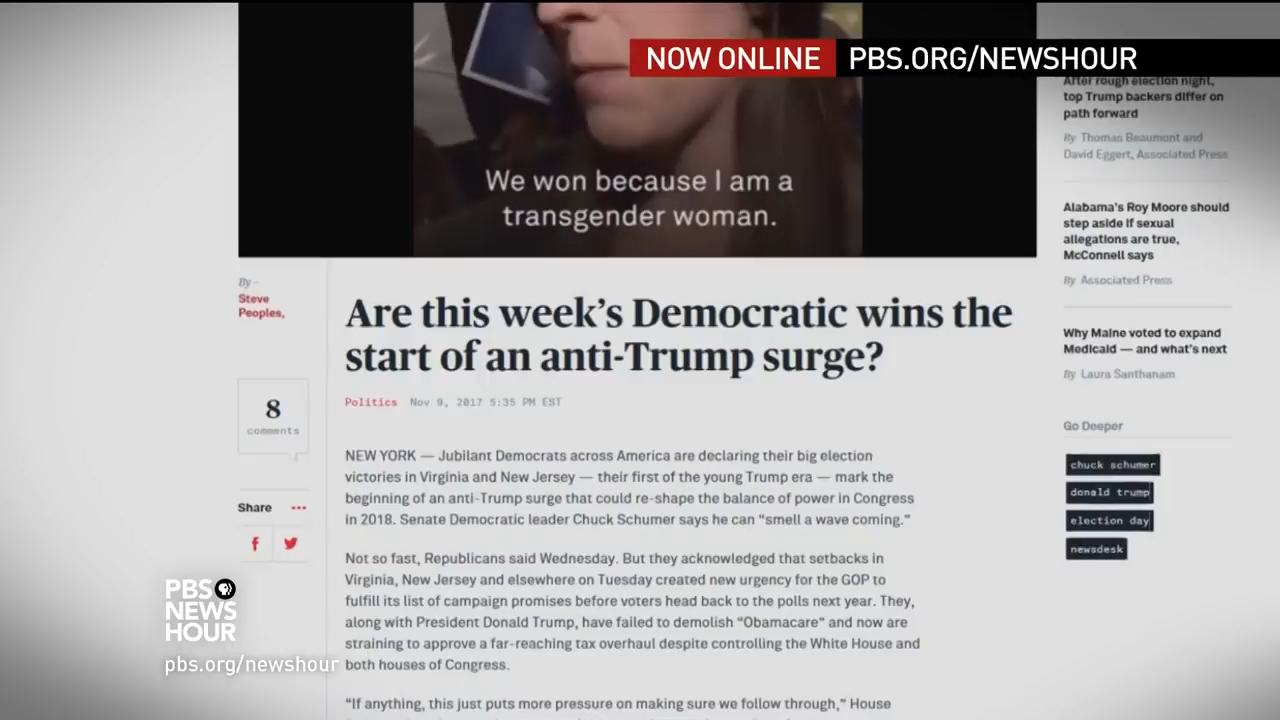 NOW ONLINE PBS.ORG/NEWSHOUR
We won because I am a
transgender woman.
By –
Steve
Peoples,
8
comments
Share
Are this week's Democratic wins the
start of an anti-Trump surge?
Politics Nov 9, 2017 5:35 PM EST
NEW YORK — Jubilant Democrats across America are declaring their big election
victories in Virginia and New Jersey — their first of the young Trump era — mark the
beginning of an anti-Trump surge that could re-shape the balance of power in Congress
in 2018. Senate Democratic leader Chuck Schumer says he can “smell a wave coming.”
Not so fast, Republicans said Wednesday. But they acknowledged that setbacks in
Virginia, New Jersey and elsewhere on Tuesday created new urgency for the GOP to
fulfill its list of campaign promises before voters head back to the polls next year. They,
along with President Donald Trump, have failed to demolish “Obamacare” and now are
straining to approve a far-reaching tax overhaul despite controlling the White House and
both houses of Congress.
“If anything, this just puts more pressure on making sure we follow through,” House
After rough election night,
top Trump backers differ on
path forward
By Thomas Beaumont and
David Eggert, Associated Press
Alabama's Roy Moore should
step aside if sexual
allegations are true,
McConnell says
By Associated Press
Why Maine voted to expand
Medicaid — and what's next
By Laura Santhanam
Go Deeper
chuck schumer
donald trump
election day
newsdesk
PBS
NEWS
HOUR
pbs.org/newshour